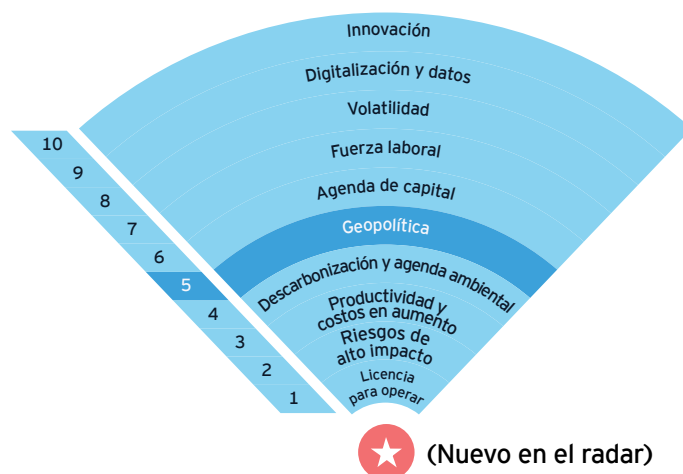 Innovación
Digitalización y datos
Volatilidad
Fuerza laboral
Agenda de capital
Geopolítica
Descarbonización y agenda ambiental
Productividad y
costos en aumento
Riesgos de
alto impacto
Licencia
para operar
10
9
8
7
6
5
4
3
2
1
(Nuevo en el radar)